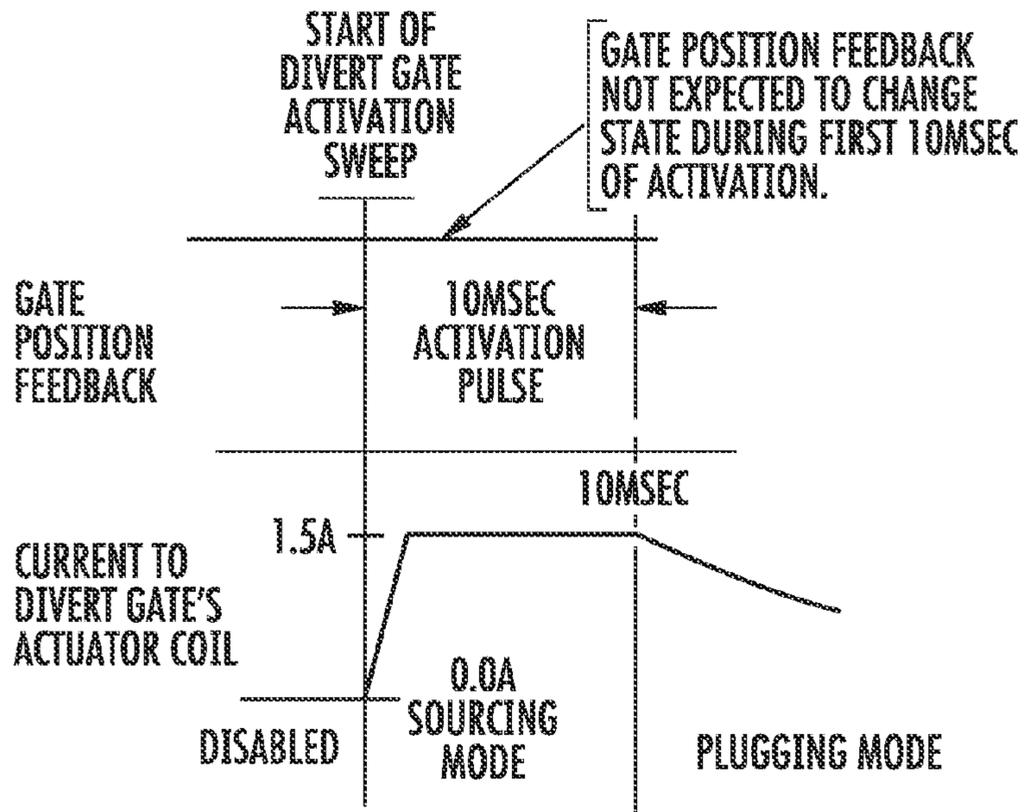 START OF
DIVERT GATE
ACTIVATION
SWEEP
GATE POSITION FEEDBACK
NOT EXPECTED TO CHANGE
STATE DURING FIRST 10MSEC
OF ACTIVATION.
GATE
POSITION
FEEDBACK
10MSEC
ACTIVATION
PULSE
10MSEC
1.5A
CURRENT TO
DIVERT GATE'S
ACTUATOR COIL
0.0A
SOURCING
MODE
DISABLED
PLUGGING MODE